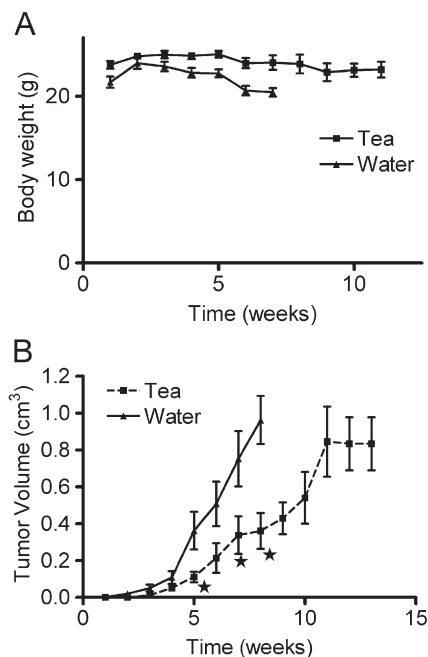 A
Body weight (g)
20
10
0
Tea
Water
0 5 10
Time (weeks)
B
Tumor Volume (cm³)
1.2
1.0
0.8
0.6
0.4
0.2
0.0
Tea
Water
0 5 10 15
Time (weeks)